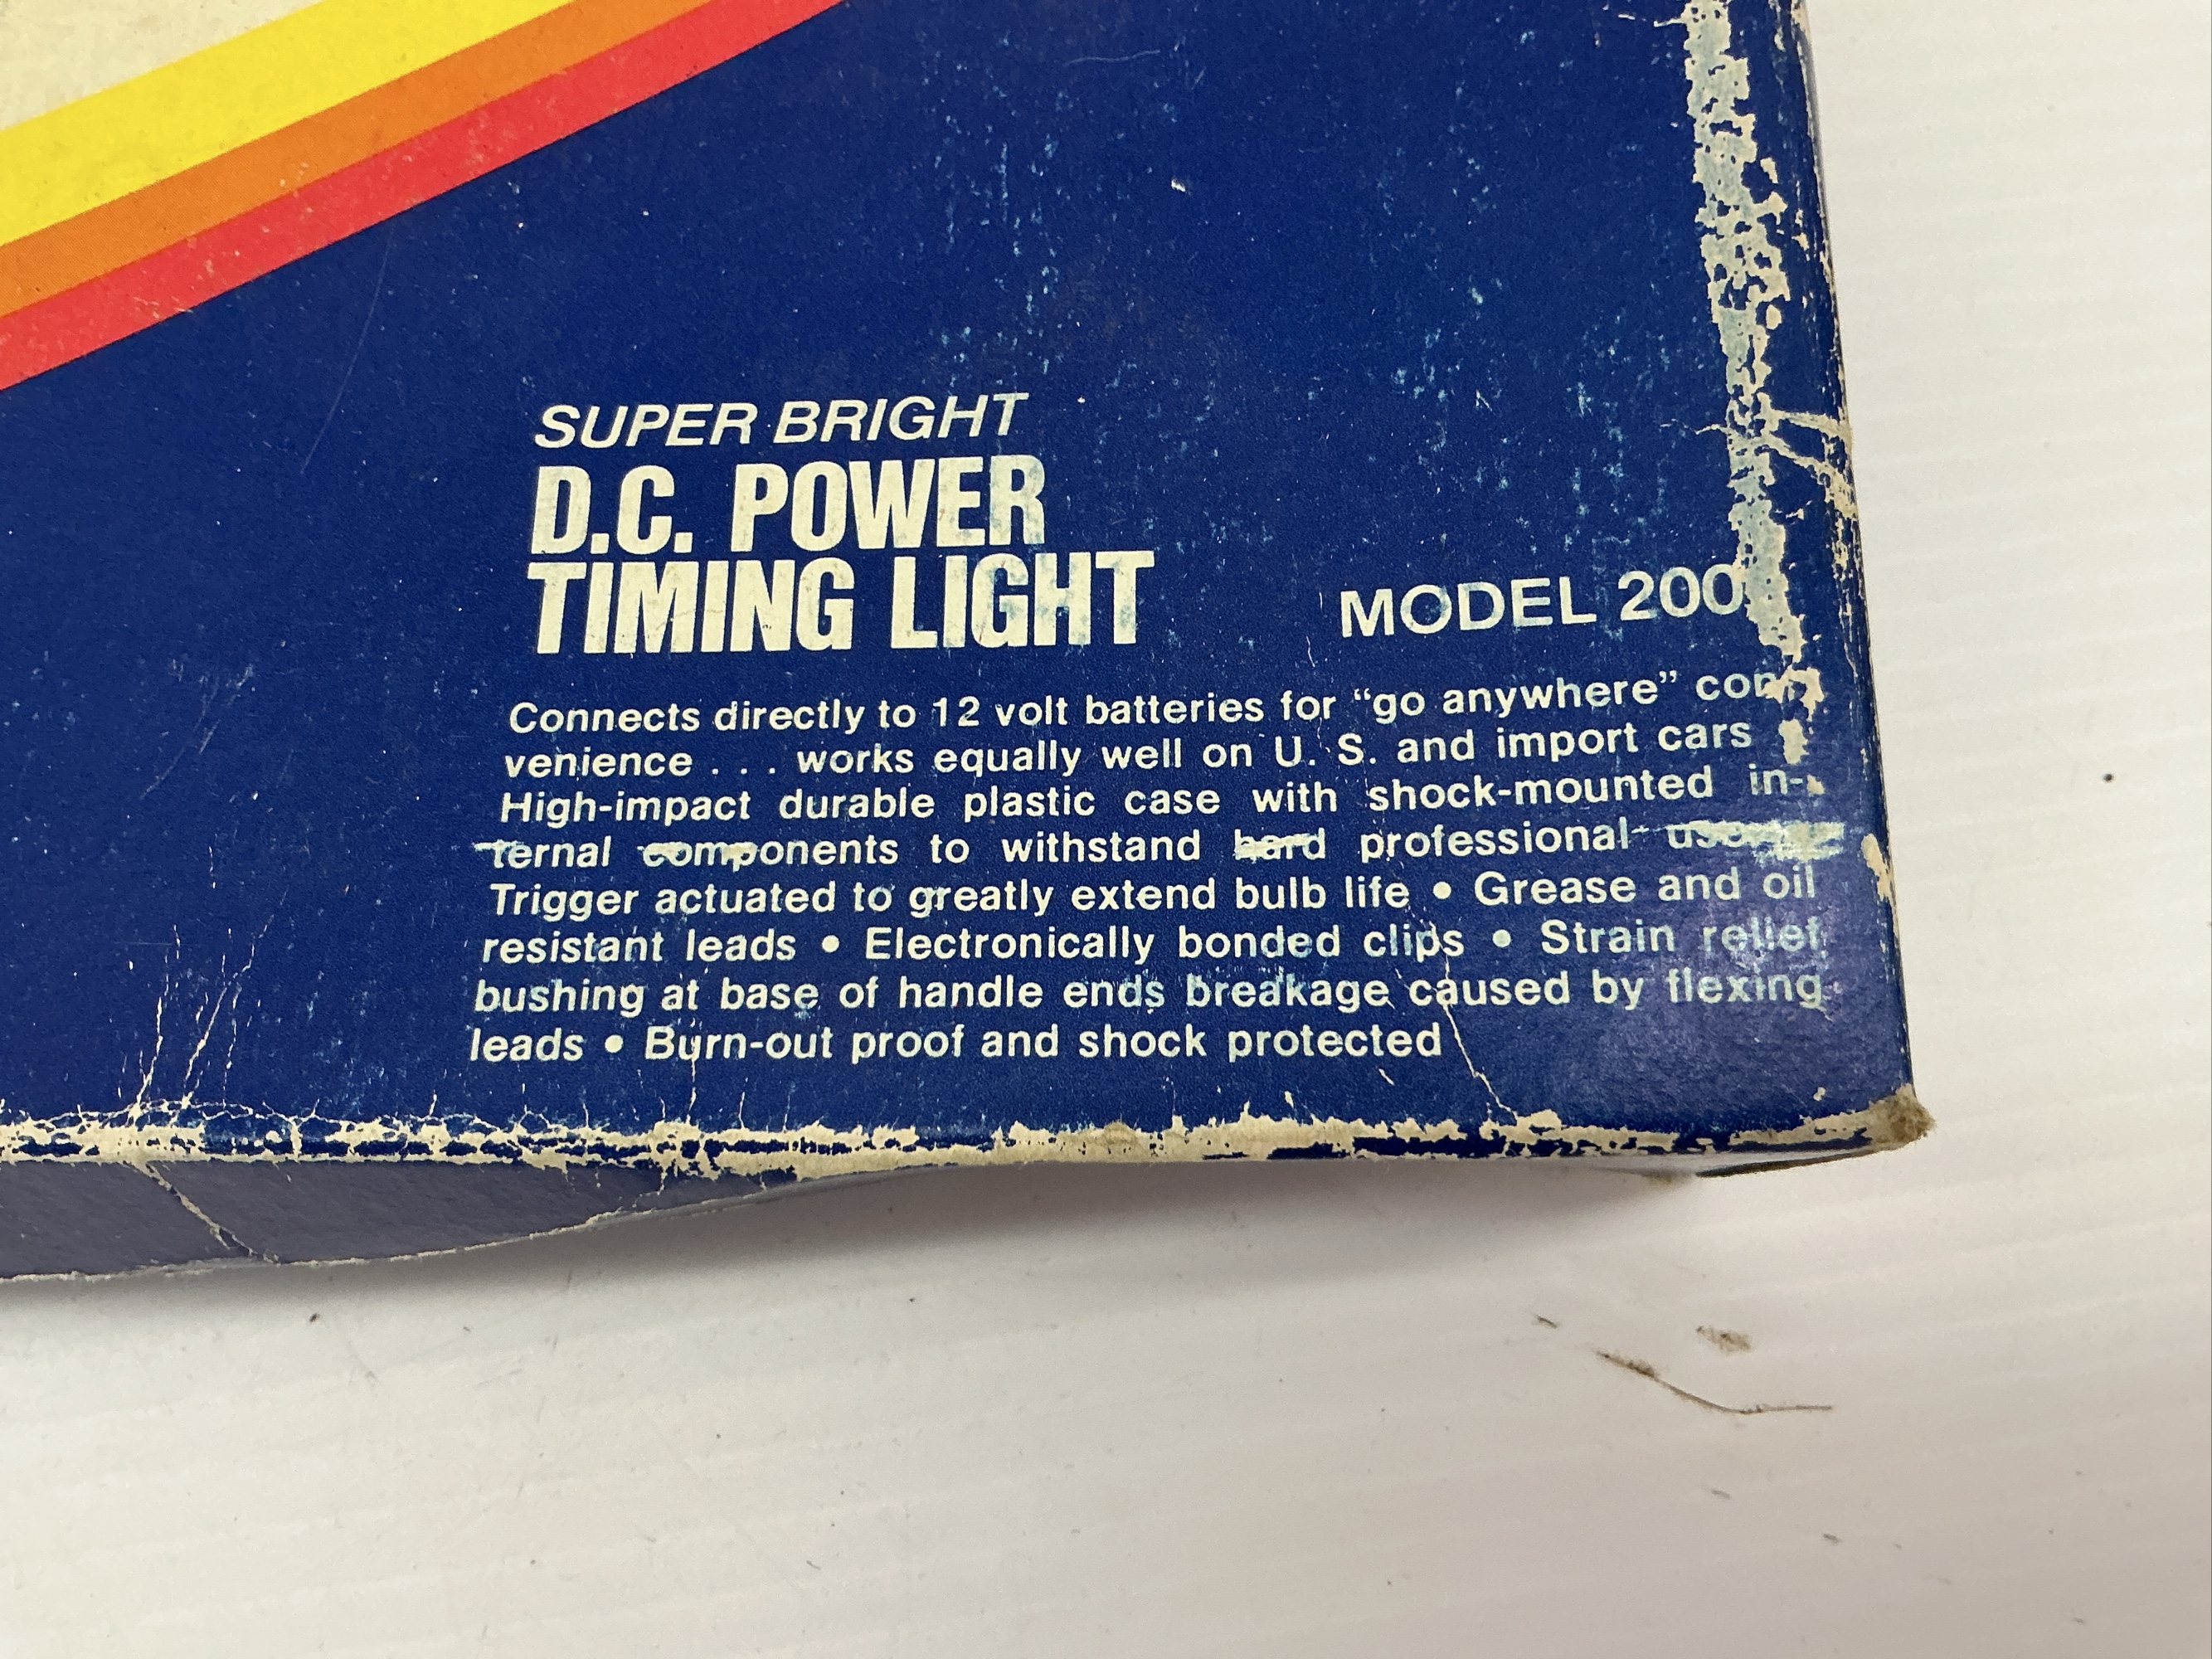 SUPER BRIGHT
D.C. POWER
TIMING LIGHT
MODEL 200
Connects directly to 12 volt batteries for “go anywhere” con-
venience . . . works equally well on U. S. and import cars
High-impact durable plastic case with shock-mounted in-
ternal components to withstand hard professional use
Trigger actuated to greatly extend bulb life • Grease and oil
resistant leads • Electronically bonded clips • Strain relief
bushing at base of handle ends breakage caused by flexing
leads • Burn-out proof and shock protected